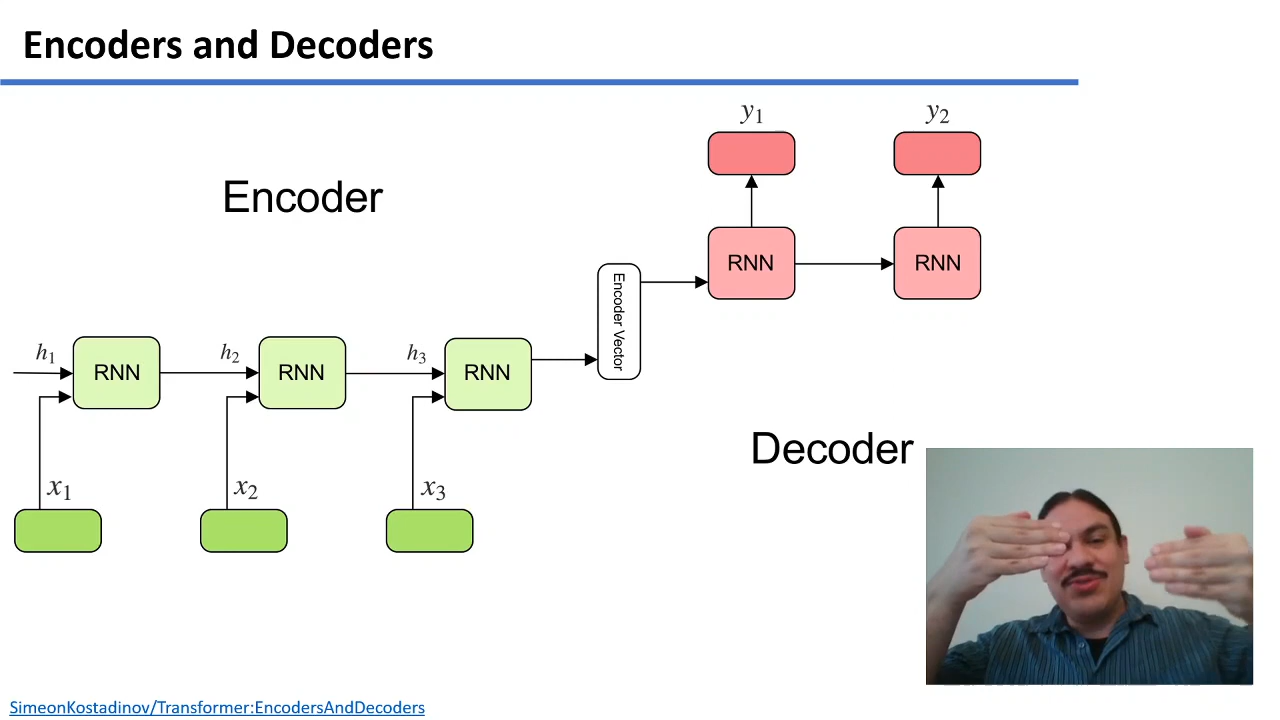 Encoders and Decoders
y1
y2
Encoder
RNN
RNN
Encoder Vector
h1
RNN
h2
RNN
h3
RNN
Decoder
x1
x2
x3
SimeonKostadinov/Transformer:EncodersAndDecoders